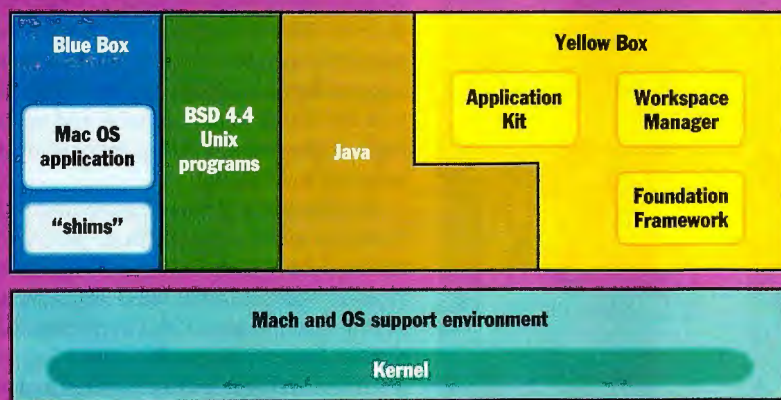 Blue Box
Mac OS
application
“shims”
BSD 4.4
Unix
programs
Java
Yellow Box
Application
Kit
Workspace
Manager
Foundation
Framework
Mach and OS support environment
Kernel